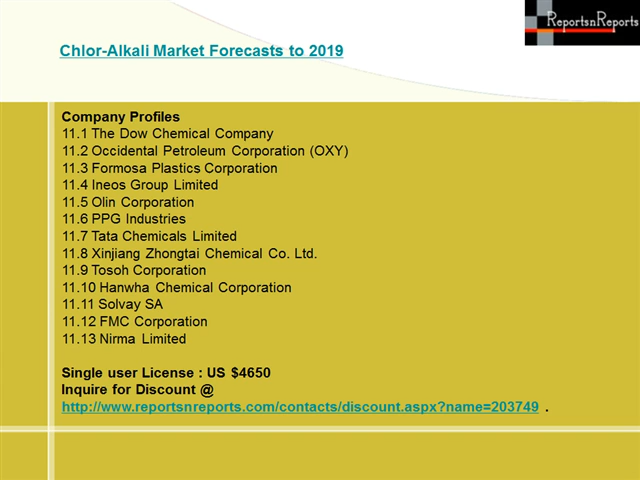 ReportsnReports
Chlor-Alkali Market Forecasts to 2019
Company Profiles
11.1 The Dow Chemical Company
11.2 Occidental Petroleum Corporation (OXY)
11.3 Formosa Plastics Corporation
11.4 Ineos Group Limited
11.5 Olin Corporation
11.6 PPG Industries
11.7 Tata Chemicals Limited
11.8 Xinjiang Zhongtai Chemical Co. Ltd.
11.9 Tosoh Corporation
11.10 Hanwha Chemical Corporation
11.11 Solvay SA
11.12 FMC Corporation
11.13 Nirma Limited
Single user License : US $4650
Inquire for Discount @
http://www.reportsnreports.com/contacts/discount.aspx?name=203749 .